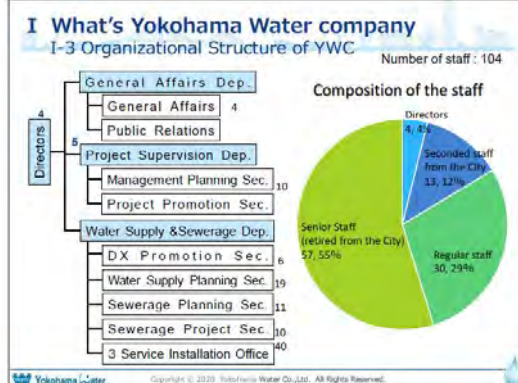 I What's Yokohama Water company
I-3 Organizational Structure of YWC
Number of staff : 104
4
Directors
5
General Affairs Dep.
General Affairs 4
Public Relations
Project Supervision Dep.
Management Planning Sec. 10
Project Promotion Sec.
Water Supply &Sewerage Dep.
DX Promotion Sec. 6
Water Supply Planning Sec. 19
Sewerage Planning Sec. 11
Sewerage Project Sec. 10
3 Service Installation Office 40
Composition of the staff
Directors
4, 4%
Seconded staff
from the City
13, 12%
Regular staff
30, 29%
Senior Staff
(retired from the City)
57, 55%
Yokohama Water
Copyright © 2020 Yokohama Water Co.,Ltd. All Rights Reserved.